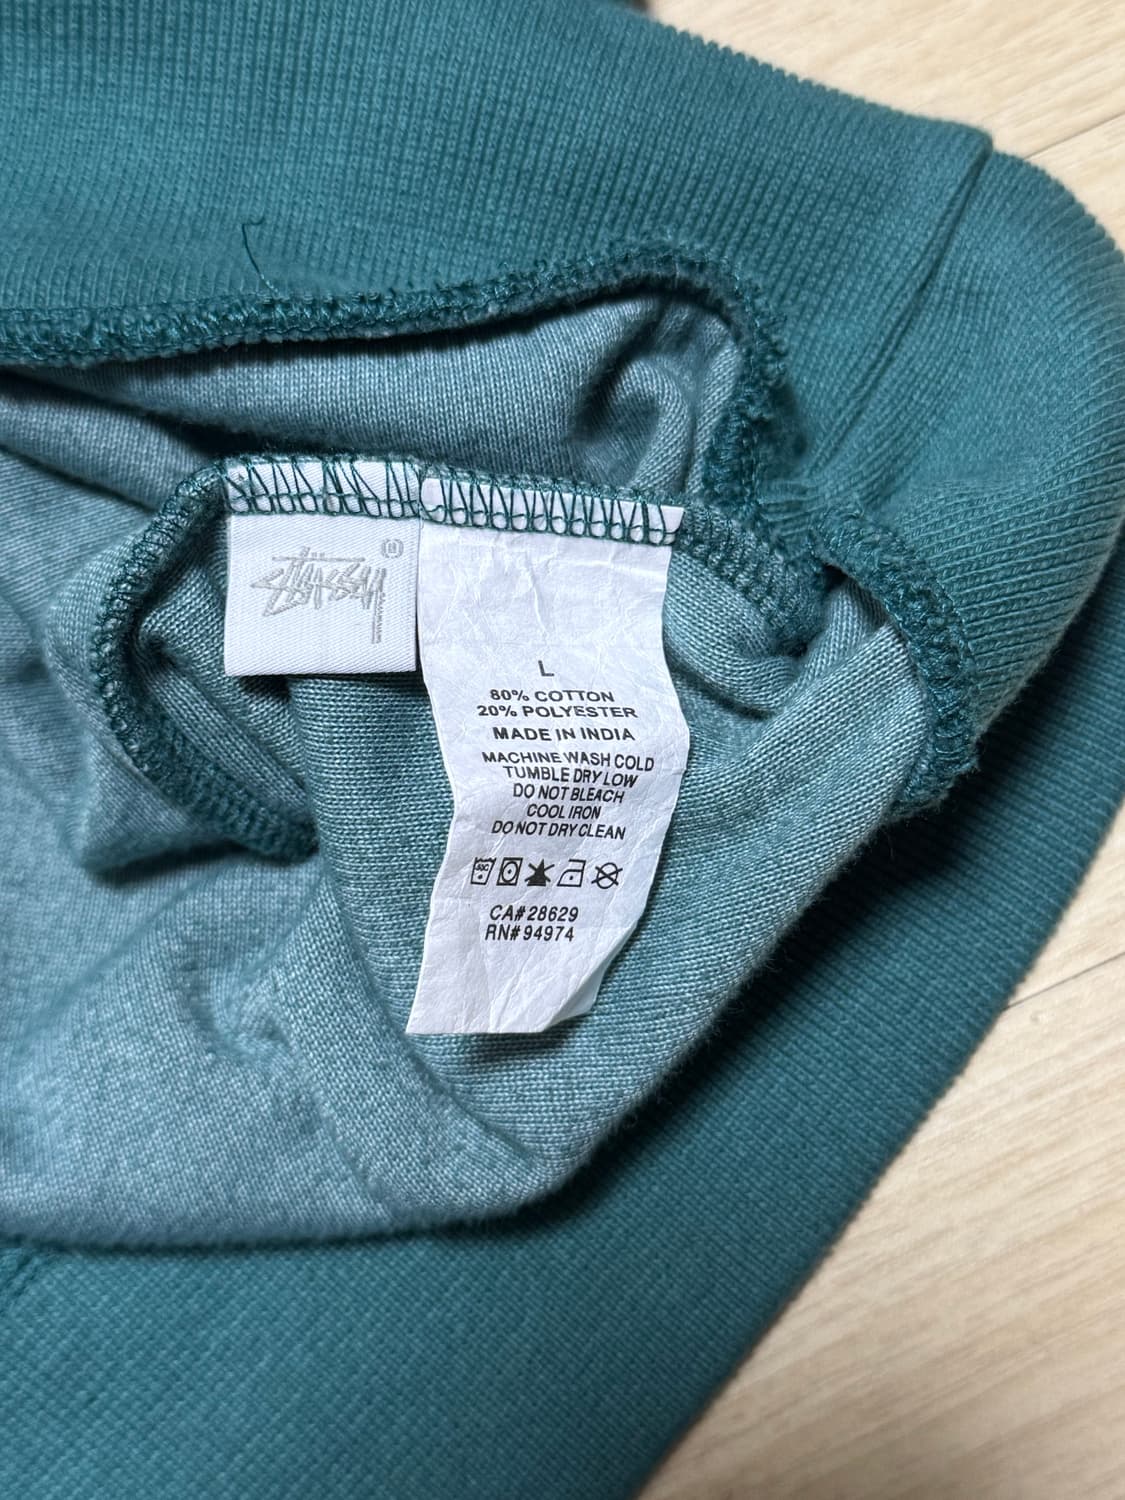 Stüssy
®
L
80% COTTON
20% POLYESTER
MADE IN INDIA
MACHINE WASH COLD
TUMBLE DRY LOW
DO NOT BLEACH
COOL IRON
DO NOT DRY CLEAN
CA#28629
RN#94974